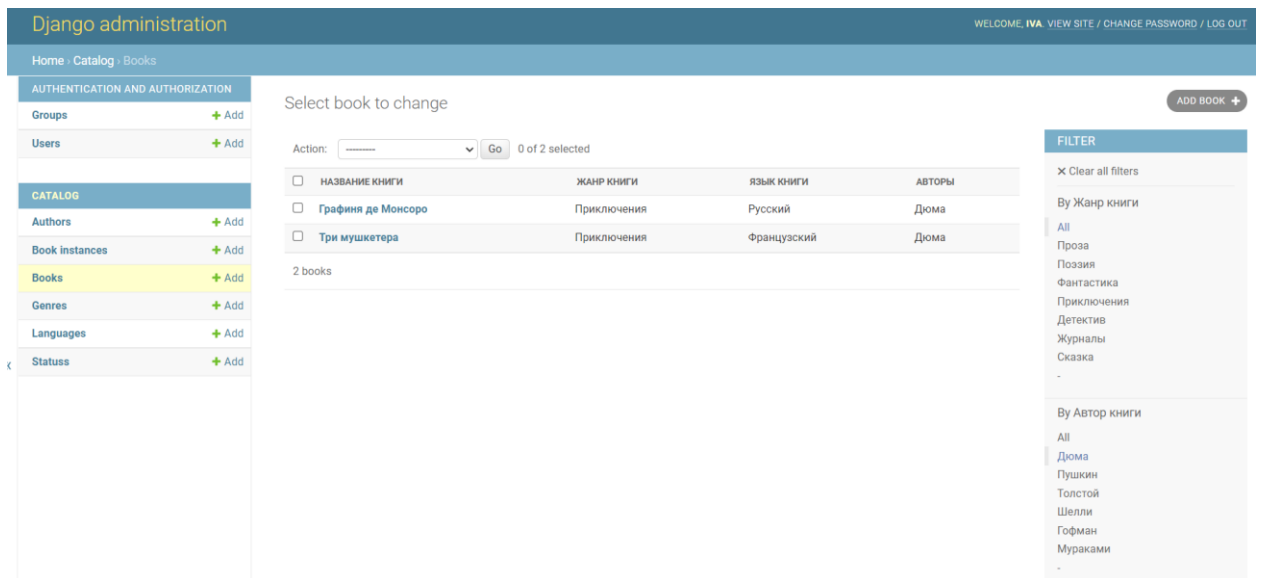 Django administration
WELCOME, IVA. VIEW SITE / CHANGE PASSWORD / LOG OUT
Home › Catalog › Books
AUTHENTICATION AND AUTHORIZATION
Groups + Add
Users + Add
CATALOG
Authors + Add
Book instances + Add
Books + Add
Genres + Add
Languages + Add
Statuss + Add
Select book to change
ADD BOOK +
Action: --------- Go 0 of 2 selected
НАЗВАНИЕ КНИГИ ЖАНР КНИГИ ЯЗЫК КНИГИ АВТОРЫ
Графиня де Монсоро Приключения Русский Дюма
Три мушкетера Приключения Французский Дюма
2 books
FILTER
✕ Clear all filters
By Жанр книги
All
Проза
Поэзия
Фантастика
Приключения
Детектив
Журналы
Сказка
-
By Автор книги
All
Дюма
Пушкин
Толстой
Шелли
Гофман
Мураками
-